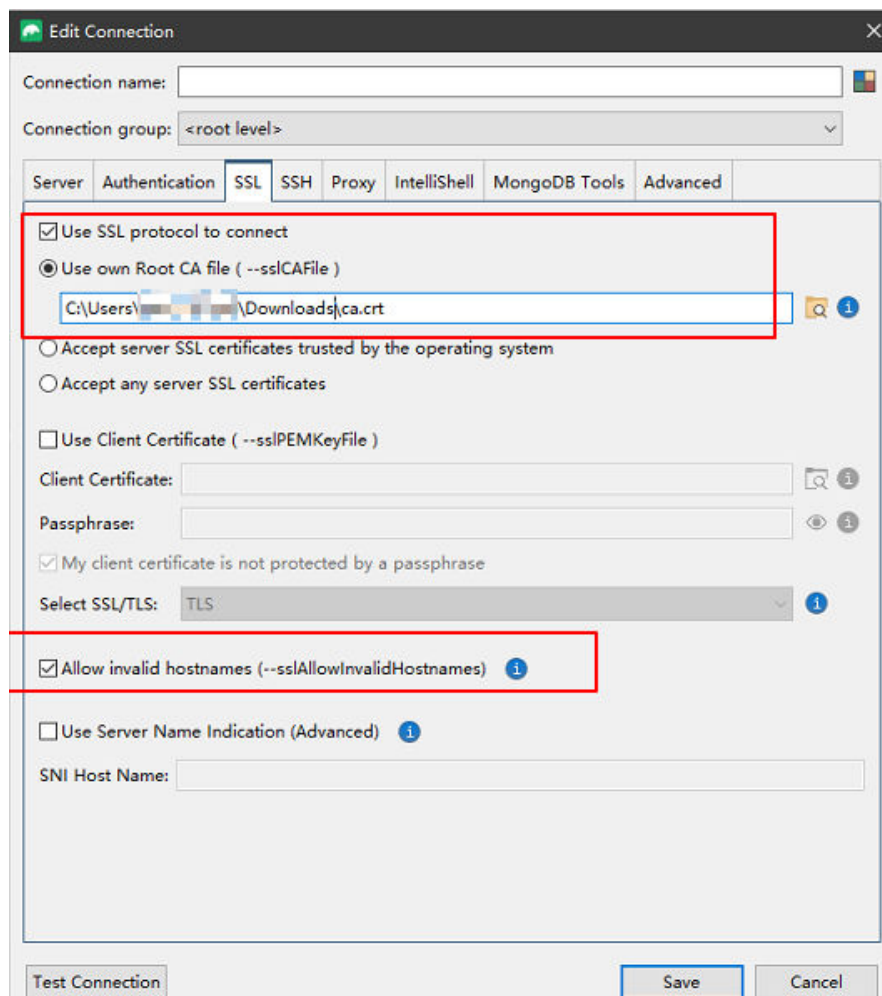 Edit Connection
Connection name:
Connection group: <root level>
Server Authentication SSL SSH Proxy IntelliShell MongoDB Tools Advanced
Use SSL protocol to connect
Use own Root CA file ( --sslCAFile )
C:\Users\ \Downloads\ca.crt
Accept server SSL certificates trusted by the operating system
Accept any server SSL certificates
Use Client Certificate ( --sslPEMKeyFile )
Client Certificate:
Passphrase:
My client certificate is not protected by a passphrase
Select SSL/TLS: TLS
Allow invalid hostnames (--sslAllowInvalidHostnames)
Use Server Name Indication (Advanced)
SNI Host Name:
Test Connection Save Cancel